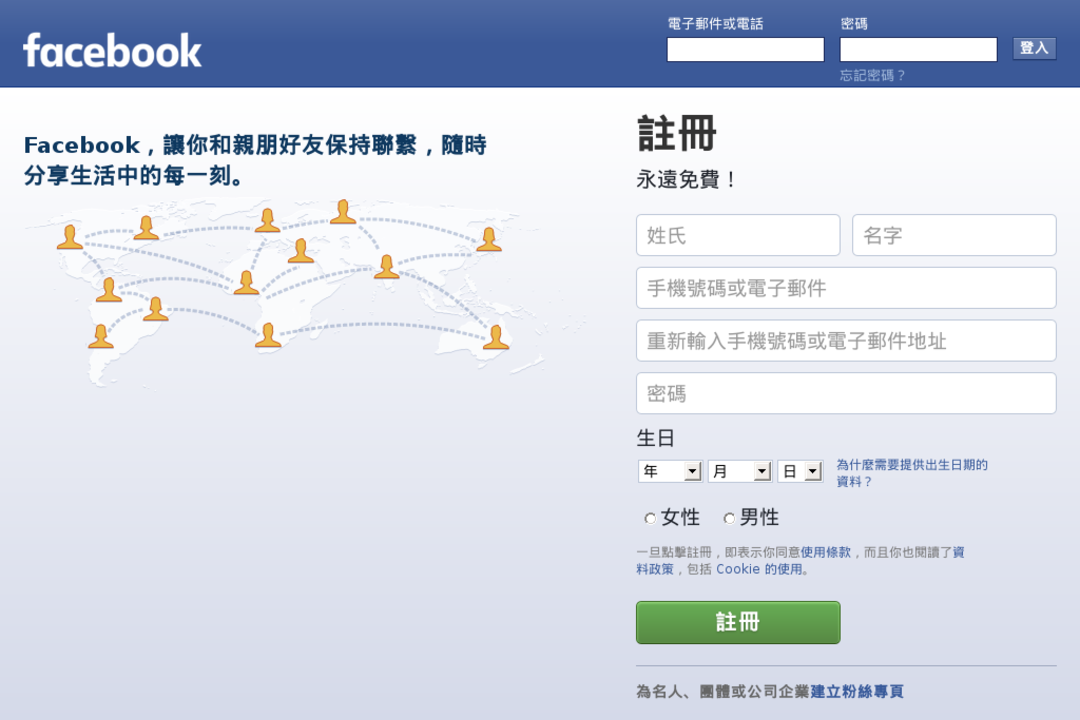 facebook
電子郵件或電話
密碼
登入
忘記密碼？
Facebook，讓你和親朋好友保持聯繫，隨時
分享生活中的每一刻。
註冊
永遠免費！
姓氏
名字
手機號碼或電子郵件
重新輸入手機號碼或電子郵件地址
密碼
生日
年
月
日
為什麼需要提供出生日期的
資料？
女性
男性
一旦點擊註冊，即表示你同意使用條款，而且你也閱讀了資
料政策，包括 Cookie 的使用。
註冊
為名人、團體或公司企業建立粉絲專頁